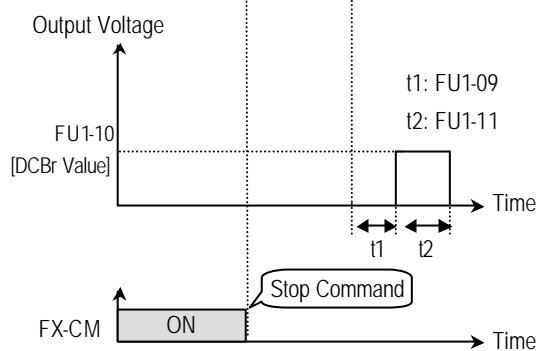 Output Voltage
t1: FU1-09
t2: FU1-11
FU1-10
[DCBr Value]
Time
t1 t2
Stop Command
FX-CM ON
Time